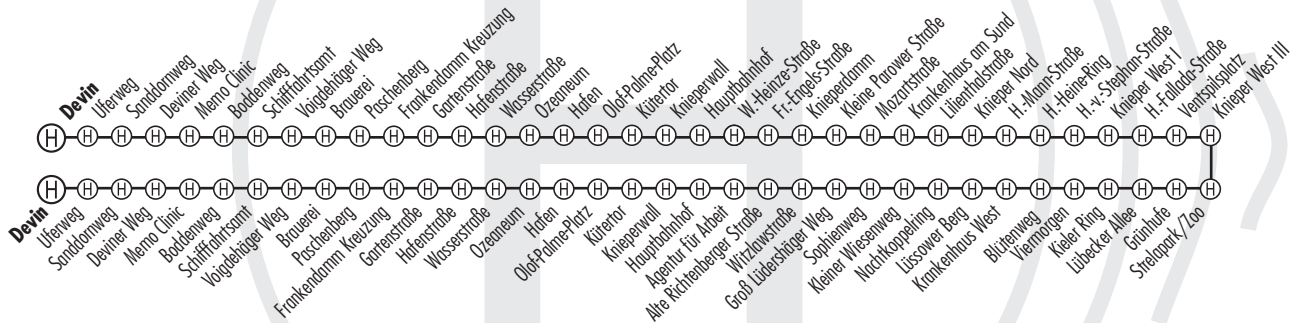 Devin
Uferweg
Sanddornweg
Deviner Weg
Memo Clinic
Boddenweg
Schifffahrtsamt
Voigdehäger Weg
Brauerei
Paschenberg
Frankendamm Kreuzung
Gartenstraße
Hafenstraße
Wasserstraße
Ozeaneum
Hafen
Olof-Palme-Platz
Kütertor
Knieperwall
Hauptbahnhof
W.-Heinze-Straße
Fr.-Engels-Straße
Knieperdamm
Kleine Parower Straße
Mozartstraße
Krankenhaus am Sund
Lilienthalstraße
Knieper Nord
H.-Mann-Straße
H.-Heine-Ring
H.-v.-Stephan-Straße
Knieper West I
H.-Fallada-Straße
Ventspilsplatz
Knieper West III
H H H H H H H H H H H H H H H H H H H H H H H H H H H H H H H H H H H
H H H H H H H H H H H H H H H H H H H H H H H H H H H H H H H H H H H
Devin
Uferweg
Sanddornweg
Deviner Weg
Memo Clinic
Boddenweg
Schifffahrtsamt
Voigdehäger Weg
Brauerei
Paschenberg
Frankendamm Kreuzung
Gartenstraße
Hafenstraße
Wasserstraße
Ozeaneum
Hafen
Olof-Palme-Platz
Kütertor
Knieperwall
Hauptbahnhof
Agentur für Arbeit
Alte Richtenberger Straße
Witzlawstraße
Groß Lüdershäger Weg
Sophienweg
Kleiner Wiesenweg
Nachtkoppelring
Lüssower Berg
Krankenhaus West
Blütenweg
Viermorgen
Kieler Ring
Lübecker Allee
Grünhufe
Strelapark/Zoo